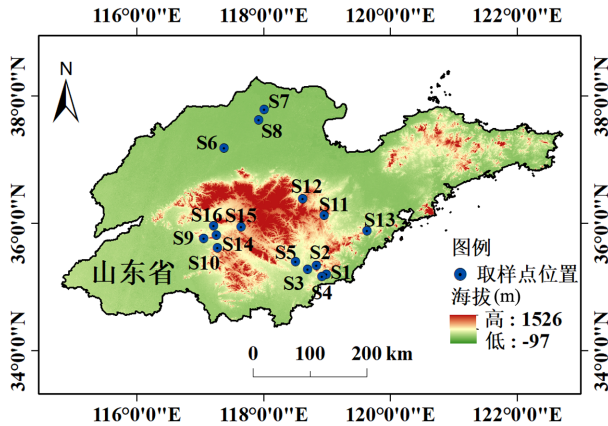 116°0'0"E 118°0'0"E 120°0'0"E 122°0'0"E
38°0'0"N
38°0'0"N
36°0'0"N
36°0'0"N
34°0'0"N
34°0'0"N
N
S7
S8
S6
S12
S11
S16 S15
S13
S9
S14
S10
S5 S2
S1
S3
S4
山东省
图例
取样点位置
海拔(m)
高：1526
低：-97
0 100 200 km
116°0'0"E 118°0'0"E 120°0'0"E 122°0'0"E